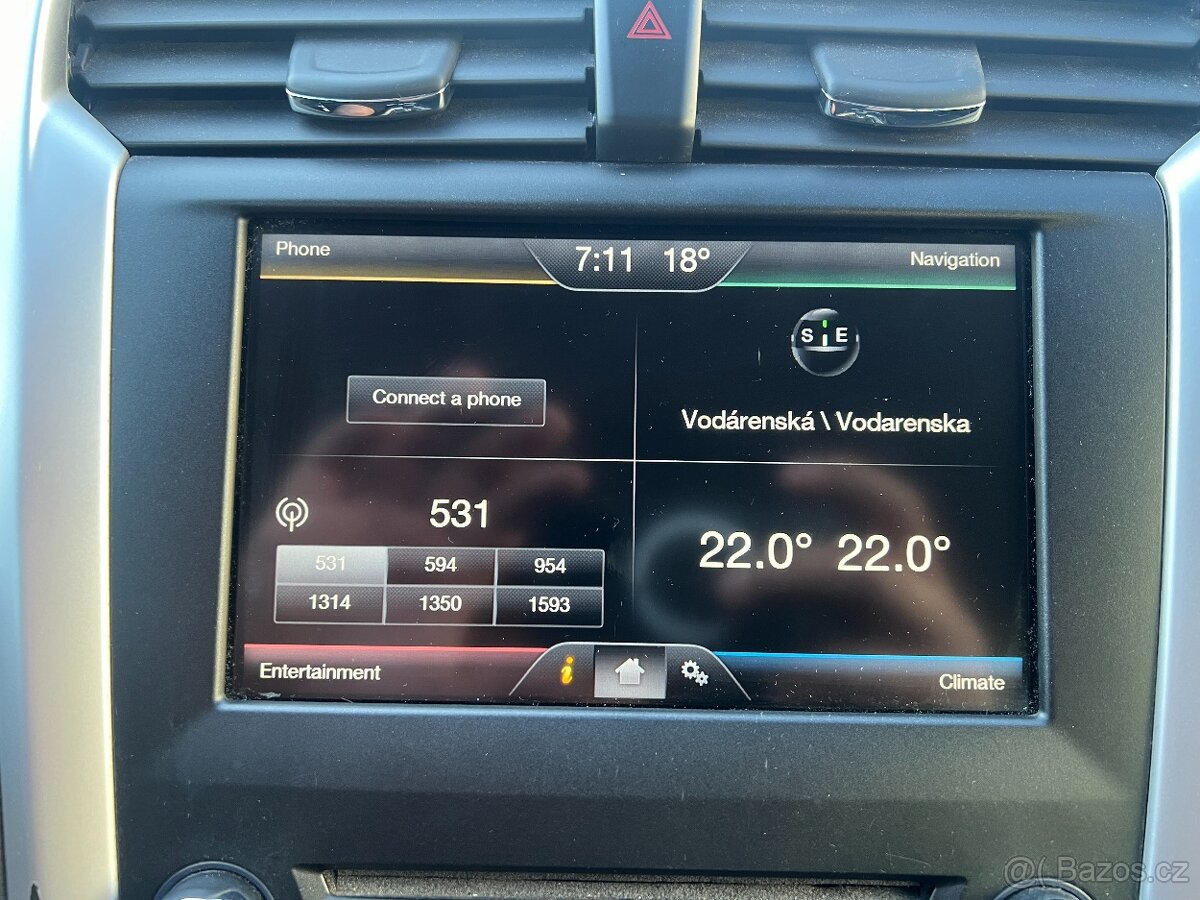 Phone
7:11 18°
Navigation
S E
Connect a phone
Vodárenská \ Vodarenska
531
531 594 954
1314 1350 1593
22.0° 22.0°
Entertainment
i
Climate
@( Bazos.cz